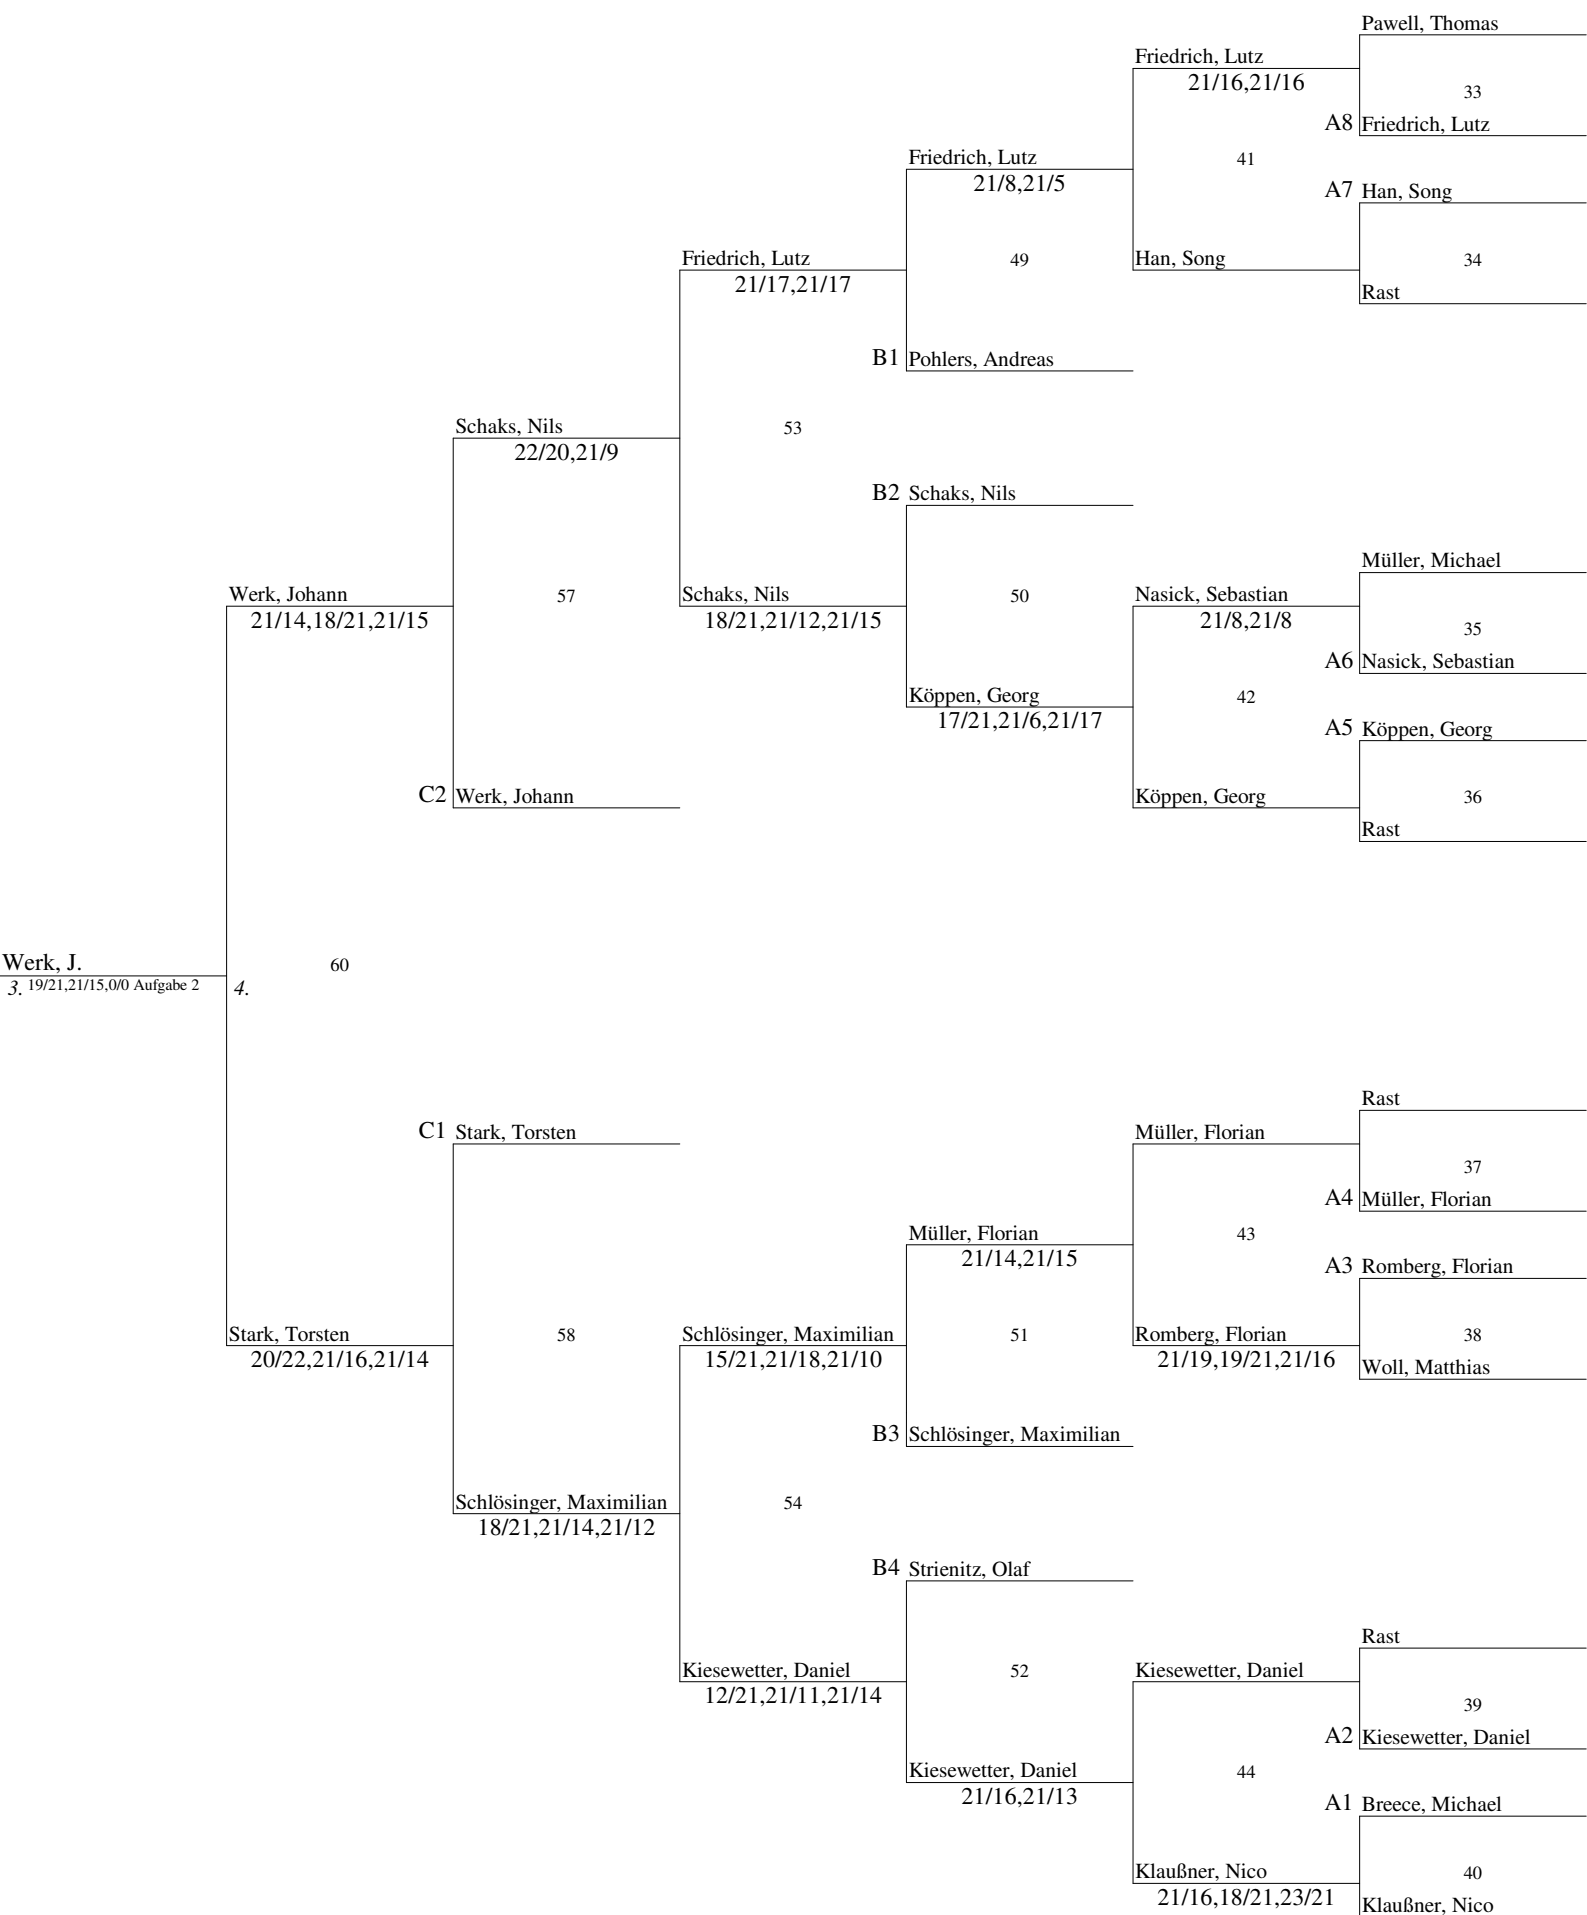 Pawell, Thomas
Friedrich, Lutz
21/16,21/16
33
A8 Friedrich, Lutz
Friedrich, Lutz
41
21/8,21/5
A7 Han, Song
Friedrich, Lutz
49
Han, Song
34
21/17,21/17
Rast
B1 Pohlers, Andreas
Schaks, Nils
53
22/20,21/9
B2 Schaks, Nils
Müller, Michael
Werk, Johann
57
Schaks, Nils
50
Nasick, Sebastian
21/14,18/21,21/15
18/21,21/12,21/15
21/8,21/8
35
A6 Nasick, Sebastian
Köppen, Georg
42
17/21,21/6,21/17
A5 Köppen, Georg
C2 Werk, Johann
Köppen, Georg
36
Rast
Werk, J.
60
3. 19/21,21/15,0/0 Aufgabe 2
4.
Rast
C1 Stark, Torsten
Müller, Florian
37
A4 Müller, Florian
Müller, Florian
43
21/14,21/15
A3 Romberg, Florian
Stark, Torsten
58
Schlösinger, Maximilian
51
Romberg, Florian
38
20/22,21/16,21/14
15/21,21/18,21/10
21/19,19/21,21/16
Woll, Matthias
B3 Schlösinger, Maximilian
Schlösinger, Maximilian
54
18/21,21/14,21/12
B4 Strienitz, Olaf
Rast
Kiesewetter, Daniel
52
Kiesewetter, Daniel
12/21,21/11,21/14
39
A2 Kiesewetter, Daniel
Kiesewetter, Daniel
44
21/16,21/13
A1 Breece, Michael
Klaußner, Nico
40
21/16,18/21,23/21
Klaußner, Nico